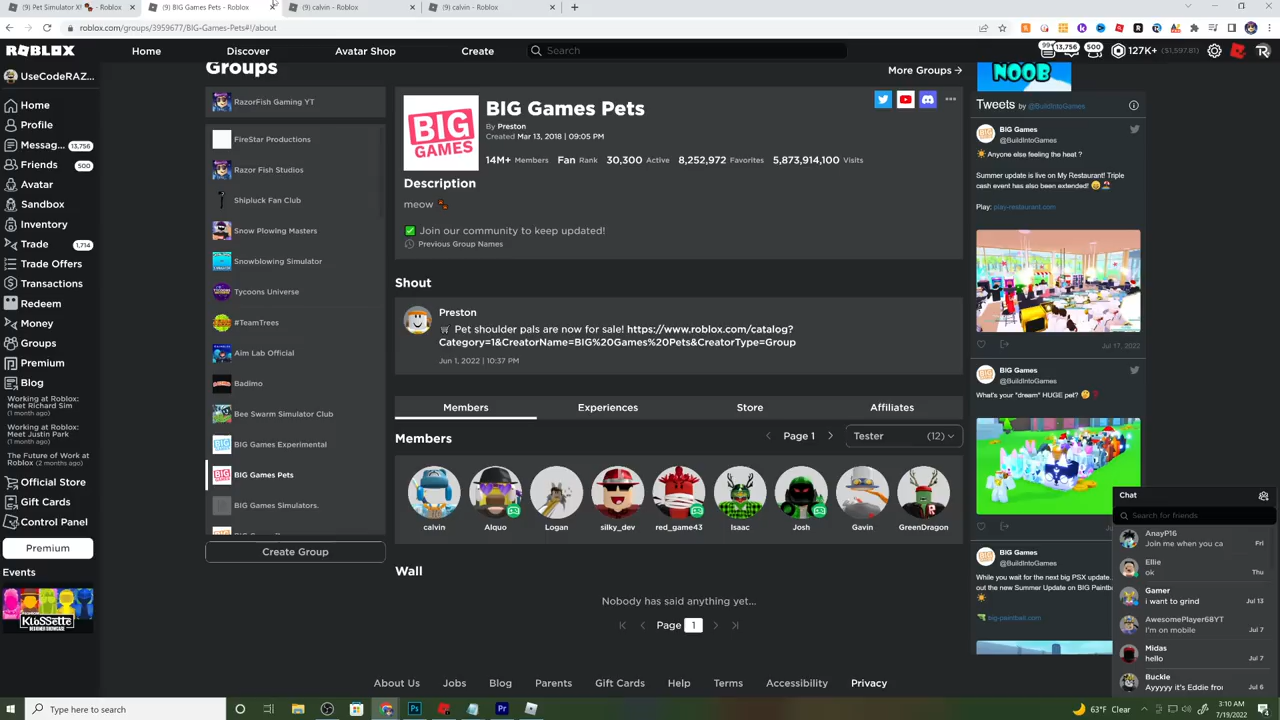 Pet Simulator X! - Roblox
BIG Games Pets - Roblox
(9) calvin - Roblox
(9) calvin - Roblox
roblox.com/groups/3959677/BIG-Games-Pets#!/about
ROBLOX
Home
Discover
Avatar Shop
Create
Search
99+
13,756
500
127K+
($1,597.81)
UseCodeRAZ...
Home
Profile
Messag... 13,756
Friends 500
Avatar
Sandbox
Inventory
Trade 1,714
Trade Offers
Transactions
Redeem
Money
Groups
Premium
Blog
Working at Roblox:
Meet Richard Sim
(1 month ago)
Working at Roblox:
Meet Justin Park
(1 month ago)
The Future of Work at
Roblox (2 months ago)
Official Store
Gift Cards
Control Panel
Premium
Events
KLOSSETTE
Groups
More Groups →
RazorFish Gaming YT
FireStar Productions
Razor Fish Studios
Shipluck Fan Club
Snow Plowing Masters
Snowblowing Simulator
Tycoons Universe
#TeamTrees
Aim Lab Official
Badimo
Bee Swarm Simulator Club
BIG Games Experimental
BIG Games Pets
BIG Games Simulators.
Create Group
BIG
GAMES
BIG Games Pets
By Preston
Created Mar 13, 2018 | 09:05 PM
14M+ Members Fan Rank 30,300 Active 8,252,972 Favorites 5,873,914,100 Visits
Description
meow
✅ Join our community to keep updated!
Previous Group Names
Shout
Preston
🛒 Pet shoulder pals are now for sale! https://www.roblox.com/catalog?
Category=1&CreatorName=BIG%20Games%20Pets&CreatorType=Group
Jun 1, 2022 | 10:37 PM
Members
Experiences
Store
Affiliates
Members
Page 1
Tester (12)
calvin
Alquo
Logan
silky_dev
red_game43
Isaac
Josh
Gavin
GreenDragon
Wall
Nobody has said anything yet...
Page 1
About Us
Jobs
Blog
Parents
Gift Cards
Help
Terms
Accessibility
Privacy
NOOB
Tweets by @BuildIntoGames
BIG Games
@BuildIntoGames
☀️ Anyone else feeling the heat ?
Summer update is live on My Restaurant! Triple
cash event has also been extended!
Play: play-restaurant.com
Jul 17, 2022
BIG Games
@BuildIntoGames
What's your *dream* HUGE pet? 🤔❓
BIG Games
@BuildIntoGames
While you wait for the next big PSX update..
out the new Summer Update on BIG Paintba
big-paintball.com
Chat
Search for friends
AnayP16
Join me when you ca
Fri
Ellie
ok
Thu
Gamer
i want to grind
Jul 13
AwesomePlayer68YT
I'm on mobile
Jul 7
Midas
hello
Jul 7
Buckle
Ayyyyy it's Eddie fro
Jul 6
Type here to search
63°F Clear
3:10 AM
7/19/2022